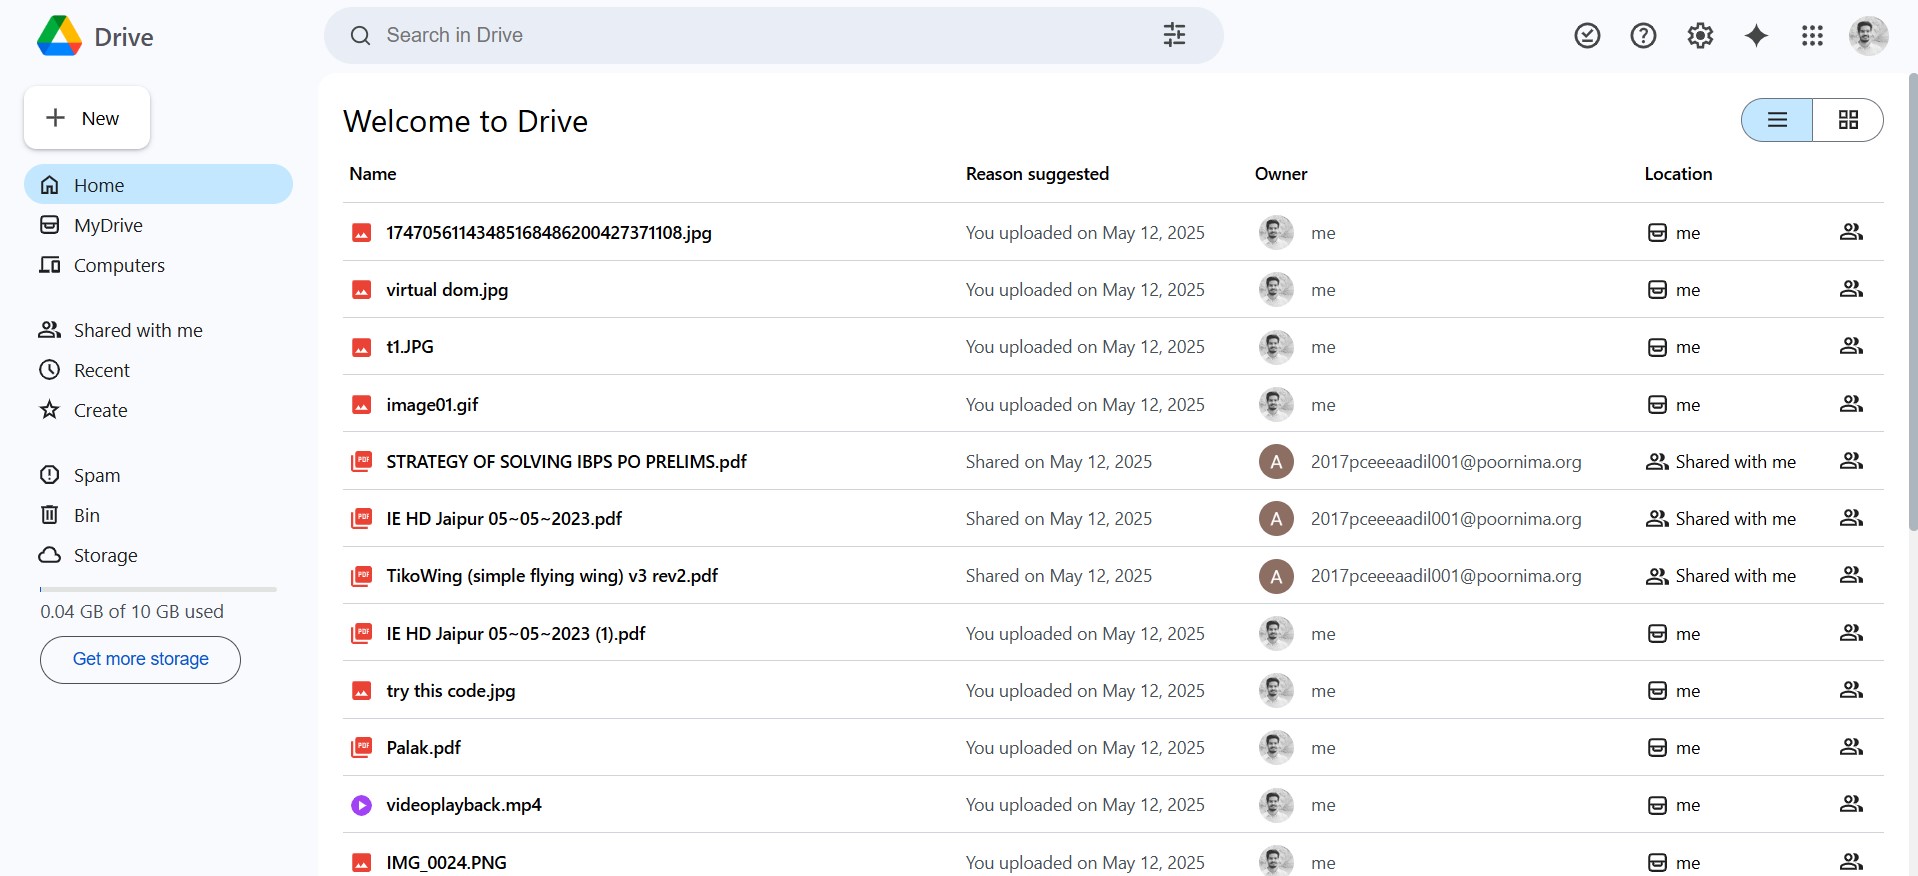 Drive
Search in Drive
New
Home
MyDrive
Computers
Shared with me
Recent
Create
Spam
Bin
Storage
0.04 GB of 10 GB used
Get more storage
Welcome to Drive
Name Reason suggested Owner Location
17470561143485168486200427371108.jpg You uploaded on May 12, 2025 me me
virtual dom.jpg You uploaded on May 12, 2025 me me
t1.JPG You uploaded on May 12, 2025 me me
image01.gif You uploaded on May 12, 2025 me me
PDF STRATEGY OF SOLVING IBPS PO PRELIMS.pdf Shared on May 12, 2025 A 2017pceeeaadil001@poornima.org Shared with me
PDF IE HD Jaipur 05~05~2023.pdf Shared on May 12, 2025 A 2017pceeeaadil001@poornima.org Shared with me
PDF TikoWing (simple flying wing) v3 rev2.pdf Shared on May 12, 2025 A 2017pceeeaadil001@poornima.org Shared with me
PDF IE HD Jaipur 05~05~2023 (1).pdf You uploaded on May 12, 2025 me me
try this code.jpg You uploaded on May 12, 2025 me me
PDF Palak.pdf You uploaded on May 12, 2025 me me
videoplayback.mp4 You uploaded on May 12, 2025 me me
IMG_0024.PNG You uploaded on May 12, 2025 me me